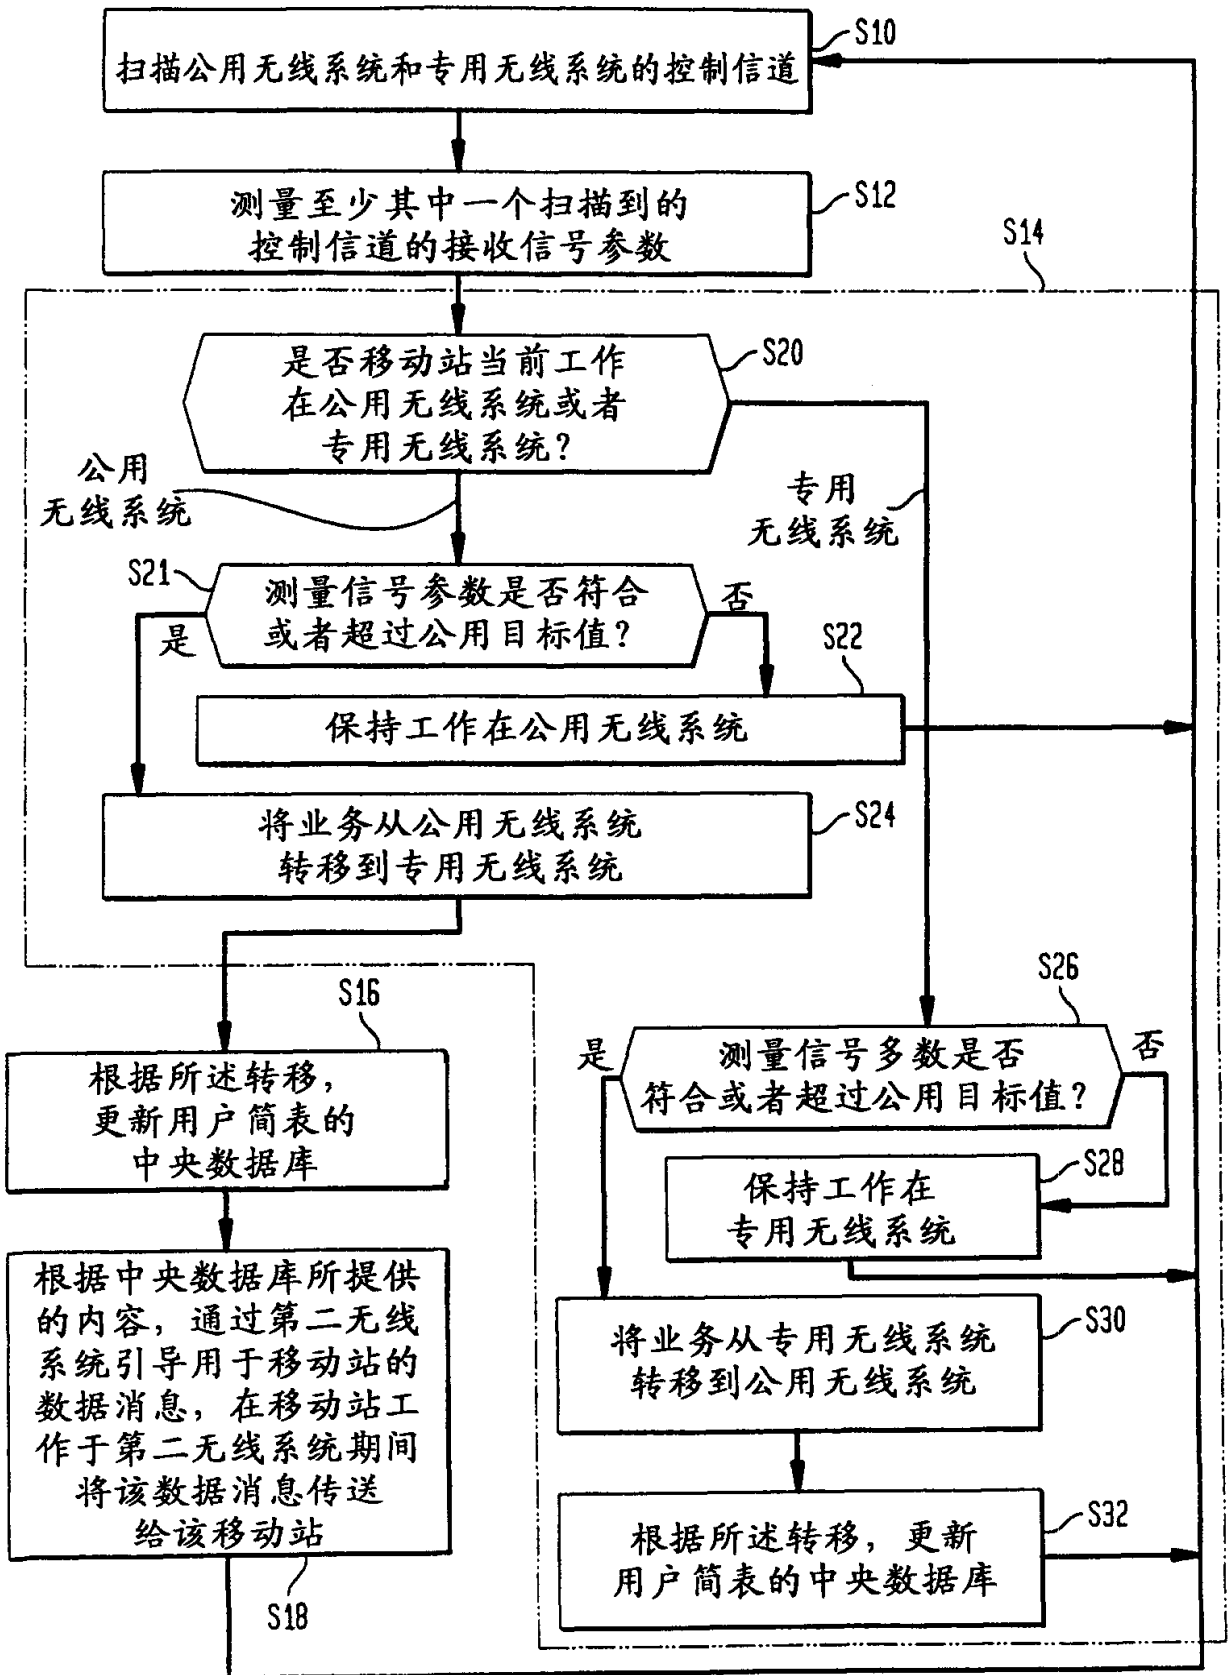 S10
扫描公用无线系统和专用无线系统的控制信道
S12
测量至少其中一个扫描到的
控制信道的接收信号参数
S14
S20
是否移动站当前工作
在公用无线系统或者
专用无线系统？
公用
无线系统
专用
无线系统
S21
测量信号参数是否符合
或者超过公用目标值？
是
否
S22
保持工作在公用无线系统
S24
将业务从公用无线系统
转移到专用无线系统
S16
根据所述转移，
更新用户简表的
中央数据库
S26
是
测量信号多数是否
符合或者超过公用目标值？
否
S28
保持工作在
专用无线系统
根据中央数据库所提供
的内容，通过第二无线
系统引导用于移动站的
数据消息，在移动站工
作于第二无线系统期间
将该数据消息传送
给该移动站
S18
S30
将业务从专用无线系统
转移到公用无线系统
S32
根据所述转移，更新
用户简表的中央数据库